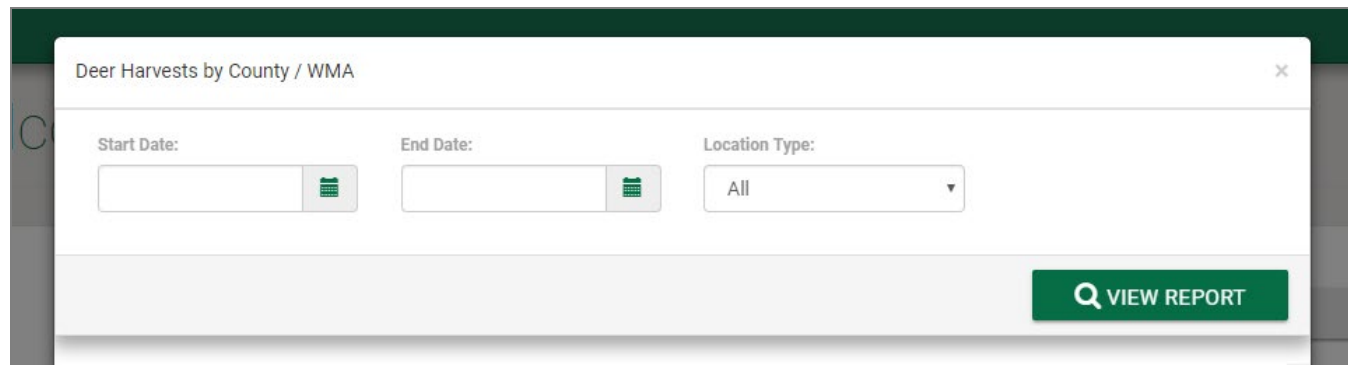 Deer Harvests by County / WMA ×
Start Date: End Date: Location Type:
All
VIEW REPORT